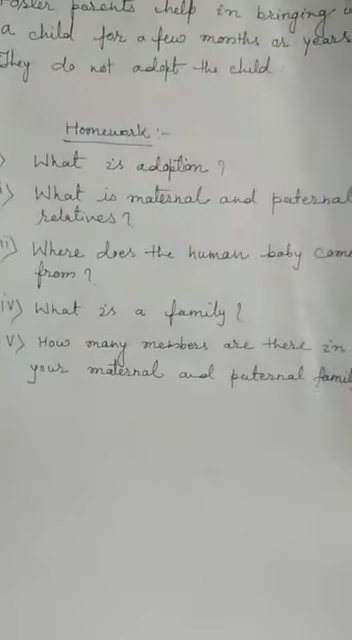 Foster parents help in bringing u
a child for a few months or years
They do not adopt the child
Homework :-
) What is adoption ?
i) What is maternal and paternal
relatives ?
ii) Where does the human baby come
from ?
iv) What is a family ?
v) How many members are there in
your maternal and paternal famil